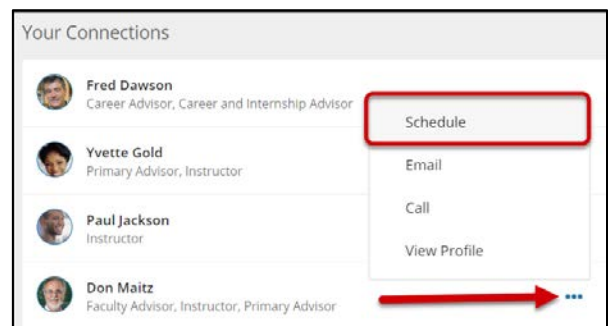 Your Connections
Fred Dawson
Career Advisor, Career and Internship Advisor
Schedule
Yvette Gold
Primary Advisor, Instructor
Email
Call
Paul Jackson
Instructor
View Profile
Don Maitz
Faculty Advisor, Instructor, Primary Advisor